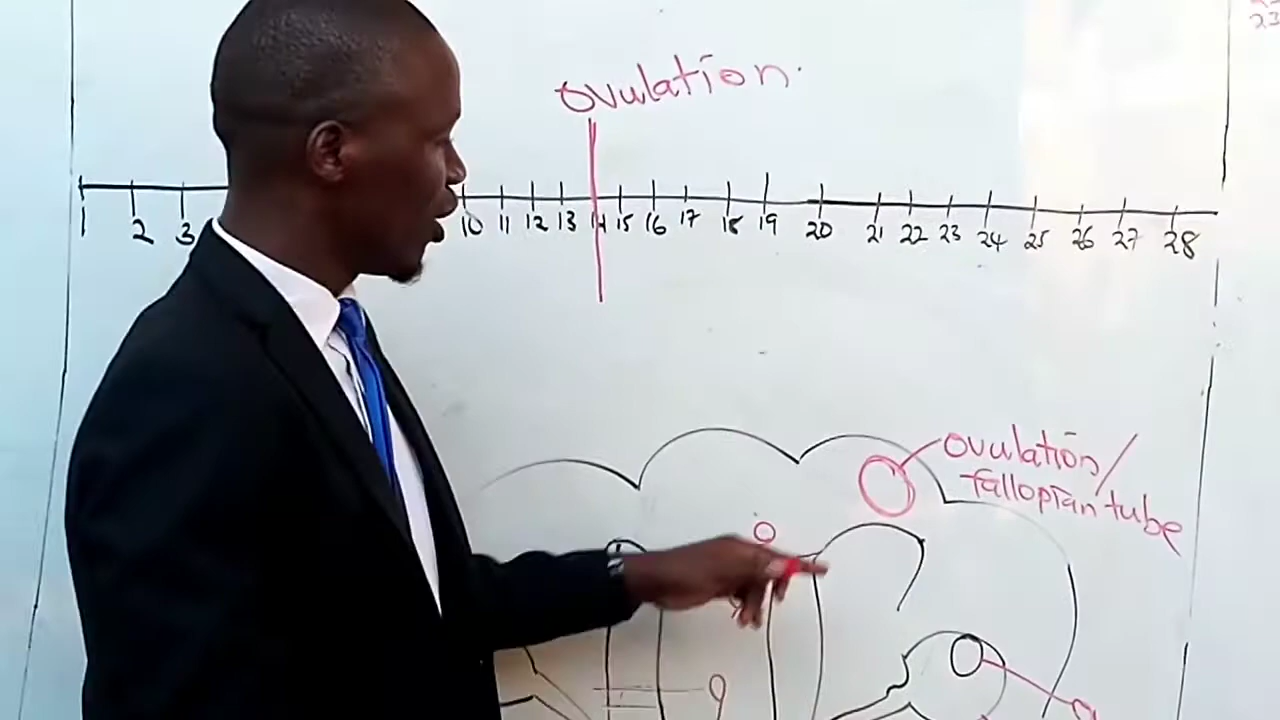 Ovulation.
1 2 3 10 11 12 13 14 15 16 17 18 19 20 21 22 23 24 25 26 27 28
Ovulation/
fallopian tube